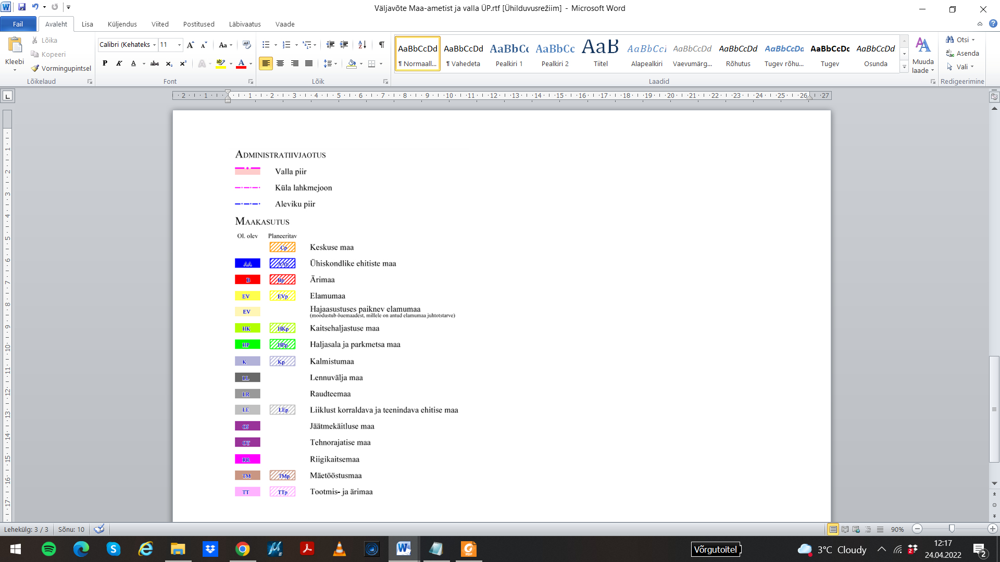 Väljavõte Maa-ametist ja valla ÜP.rtf [Ühilduvusrežiim] - Microsoft Word
Fail Avaleht Lisa Küljendus Viited Postitused Läbivaatus Vaade
Kleebi
Lõika
Kopeeri
Vormingupintsel
Lõikelaud
Calibri (Kehateks 11
Font
Lõik
AaBbCcDd AaBbCcDd AaBbCc AaBbCc AaB AaBbCcI AaBbCcDd AaBbCcDd AaBbCcDd AaBbCcDc AaBbCcDd
¶ Normaall... ¶ Vahedeta Pealkiri 1 Pealkiri 2 Tiitel Alapealkiri Vaevumärg... Rõhutus Tugev rõhu... Tugev Osunda
Laadid
Muuda laade
Otsi
Asenda
Vali
Redigeerimine
2 1 1 2 3 4 5 6 7 8 9 10 11 12 13 14 15 16 17 18 19 20 21 22 23 24 25 26 27
1 2 3 4 5 6 7 8 9 10 11 12 13 14 15 16 17
ADMINISTRATIIVJAOTUS
Valla piir
Küla lahkmejoon
Aleviku piir
MAAKASUTUS
Ol. olev Planeeritav
Cp Keskuse maa
AA AAp Ühiskondlike ehitiste maa
B Bp Ärimaa
EV EVp Elamumaa
EV Hajaasustuses paiknev elamumaa
(moodustub õuemaadest, millele on antud elamumaa juhtotstarve)
HK HKp Kaitsehaljastuse maa
HP HPp Haljasala ja parkmetsa maa
K Kp Kalmistumaa
LL Lennuvälja maa
LR Raudteemaa
LE LEp Liiklust korraldava ja teenindava ehitise maa
OJ Jäätmekäitluse maa
OT Tehnorajatise maa
RR Riigikaitsemaa
TM TMp Mäetööstusmaa
TT TTp Tootmis- ja ärimaa
Lehekülg: 3 / 3 Sõnu: 10
90%
Võrgutoitel
3°C Cloudy
2
12:17
24.04.2022
2